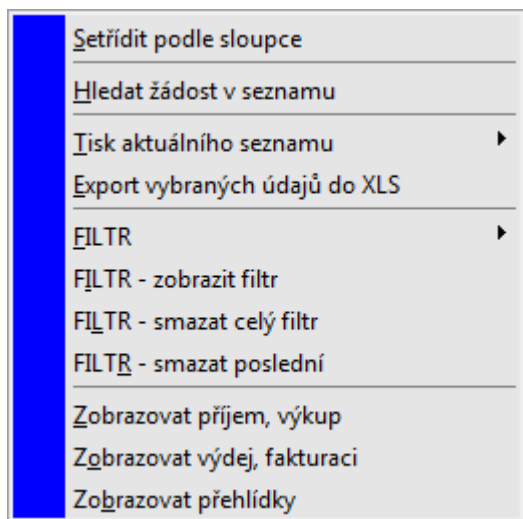 Setřídit podle sloupce
Hledat žádost v seznamu
Tisk aktuálního seznamu
Export vybraných údajů do XLS
FILTR
FILTR - zobrazit filtr
FILTR - smazat celý filtr
FILTR - smazat poslední
Zobrazovat příjem, výkup
Zobrazovat výdej, fakturaci
Zobrazovat přehlídky